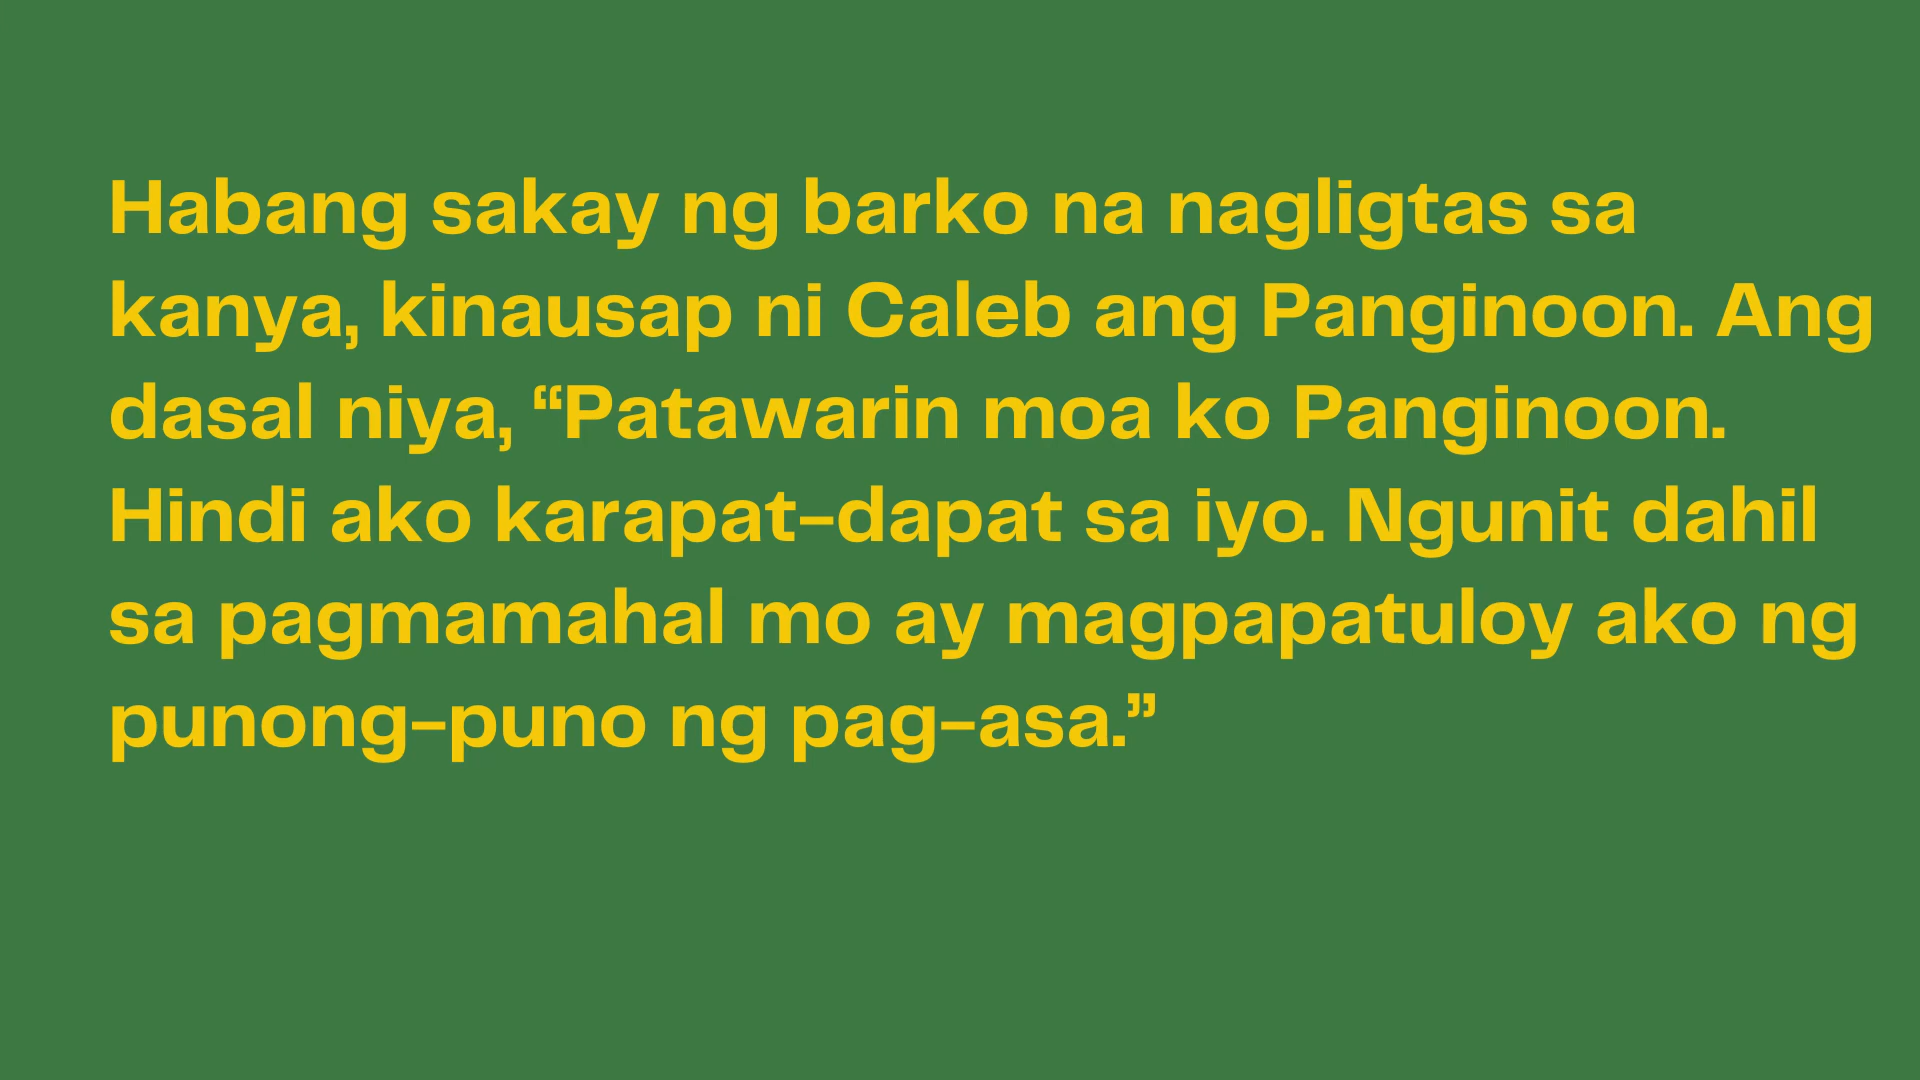 Habang sakay ng barko na nagligtas sa
kanya, kinausap ni Caleb ang Panginoon. Ang
dasal niya, “Patawarin moa ko Panginoon.
Hindi ako karapat-dapat sa iyo. Ngunit dahil
sa pagmamahal mo ay magpapatuloy ako ng
punong-puno ng pag-asa.”